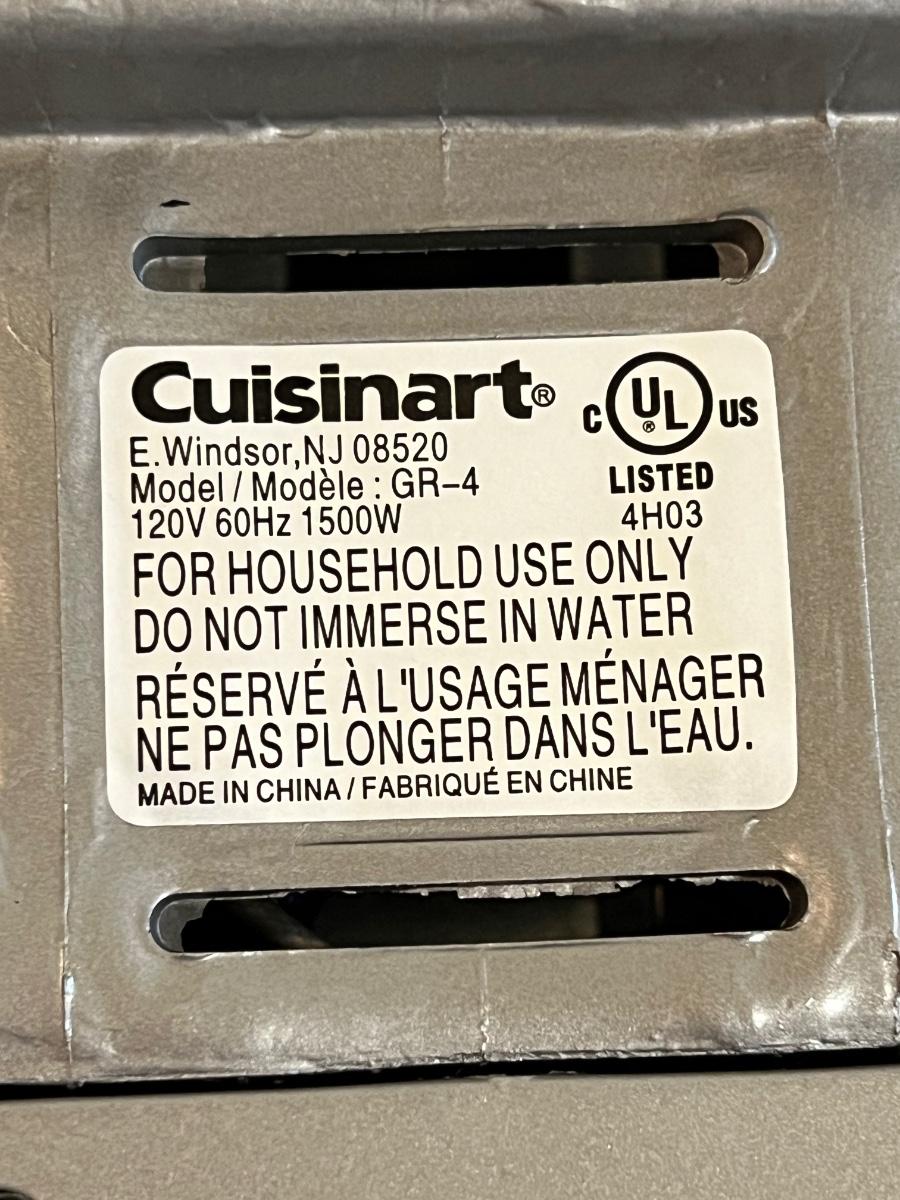 Cuisinart®
E.Windsor,NJ 08520
Model / Modèle : GR-4
120V 60Hz 1500W
C UL® US
LISTED
4H03
FOR HOUSEHOLD USE ONLY
DO NOT IMMERSE IN WATER
RÉSERVÉ À L'USAGE MÉNAGER
NE PAS PLONGER DANS L'EAU.
MADE IN CHINA / FABRIQUÉ EN CHINE